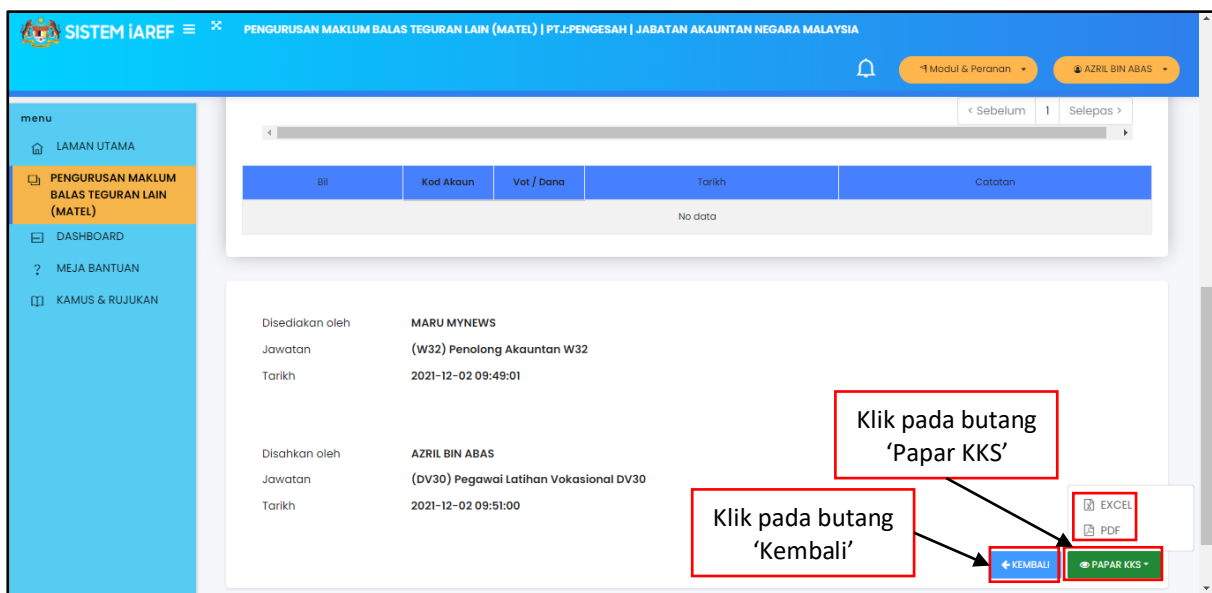 SISTEM iAREF
PENGURUSAN MAKLUM BALAS TEGURAN LAIN (MATEL) | PTJ:PENGESAH | JABATAN AKAUNTAN NEGARA MALAYSIA
Modul & Peranan
AZRIL BIN ABAS
menu
LAMAN UTAMA
PENGURUSAN MAKLUM
BALAS TEGURAN LAIN
(MATEL)
DASHBOARD
? MEJA BANTUAN
KAMUS & RUJUKAN
< Sebelum 1 Selepas >
Bil Kod Akaun Vot / Dana Tarikh Catatan
No data
Disediakan oleh MARU MYNEWS
Jawatan (W32) Penolong Akauntan W32
Tarikh 2021-12-02 09:49:01
Disahkan oleh AZRIL BIN ABAS
Jawatan (DV30) Pegawai Latihan Vokasional DV30
Tarikh 2021-12-02 09:51:00
Klik pada butang
‘Papar KKS’
Klik pada butang
‘Kembali’
EXCEL
PDF
KEMBALI
PAPAR KKS